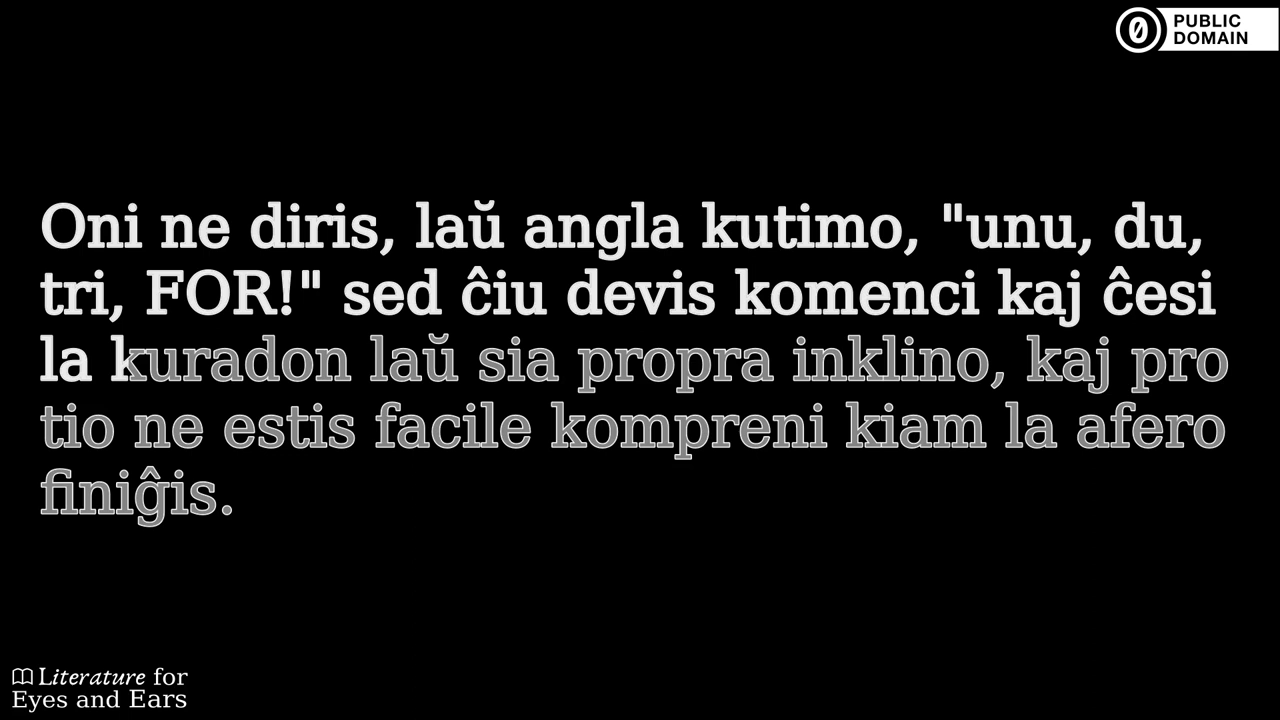 PUBLIC
DOMAIN
Oni ne diris, laŭ angla kutimo, "unu, du,
tri, FOR!" sed ĉiu devis komenci kaj ĉesi
la kuradon laŭ sia propra inklino, kaj pro
tio ne estis facile kompreni kiam la afero
finiĝis.
Literature for
Eyes and Ears